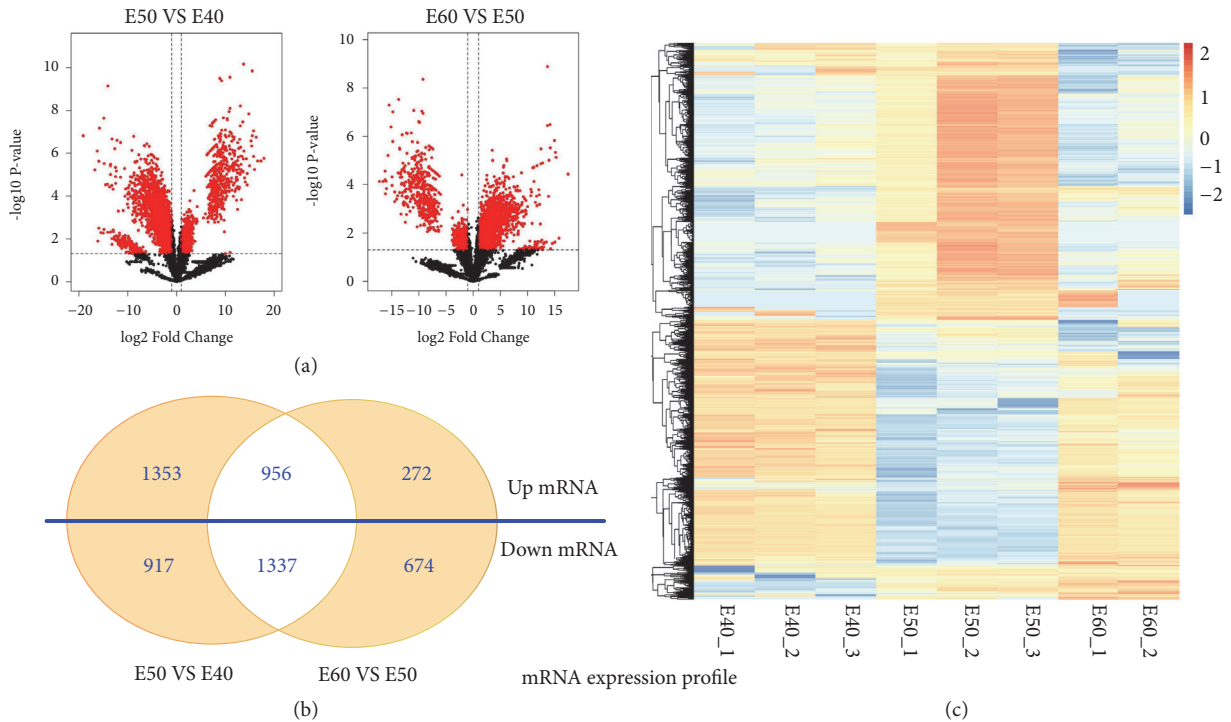 E50 VS E40
-log10 P-value
10
8
6
4
2
0
−20
−10
0
10
20
log2 Fold Change
E60 VS E50
-log10 P-value
10
8
6
4
2
0
−15
−10
−5
0
5
10
15
log2 Fold Change
(a)
1353
956
272
Up mRNA
917
1337
674
Down mRNA
E50 VS E40
E60 VS E50
(b)
2
1
0
−1
−2
E40_1
E40_2
E40_3
E50_1
E50_2
E50_3
E60_1
E60_2
mRNA expression profile
(c)